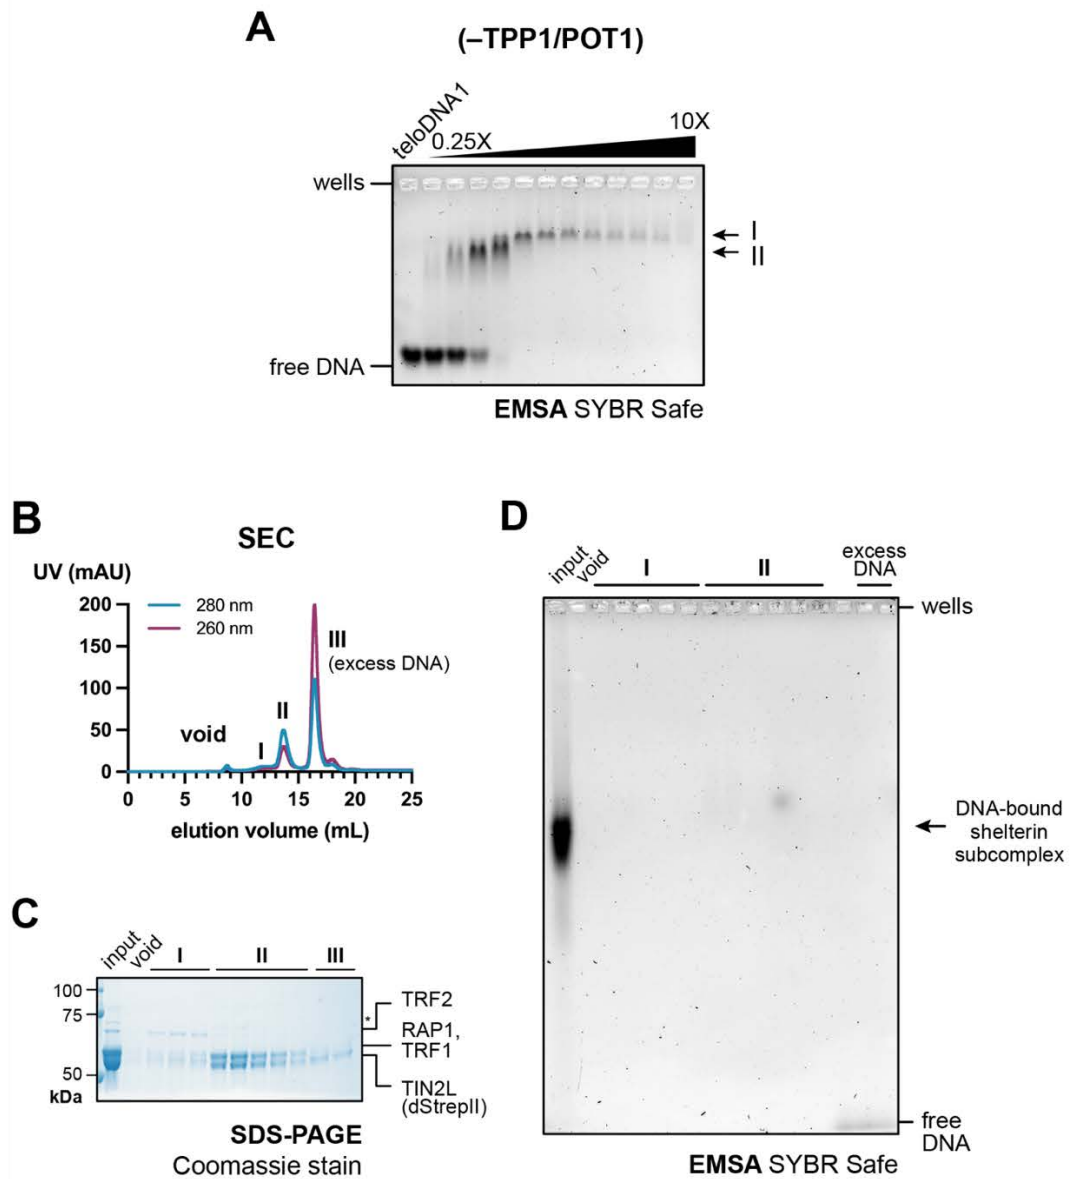 A
(–TPP1/POT1)
teloDNA1
0.25X
10X
wells
I
II
free DNA
EMSA SYBR Safe
B
SEC
UV (mAU)
280 nm
260 nm
200
150
100
50
0
void
I
II
III
(excess DNA)
0 5 10 15 20 25
elution volume (mL)
C
input
void
I
II
III
100
75
50
kDa
*
TRF2
RAP1,
TRF1
TIN2L
(dStrepII)
SDS-PAGE
Coomassie stain
D
input
void
I
II
excess
DNA
wells
DNA-bound
shelterin
subcomplex
free
DNA
EMSA SYBR Safe